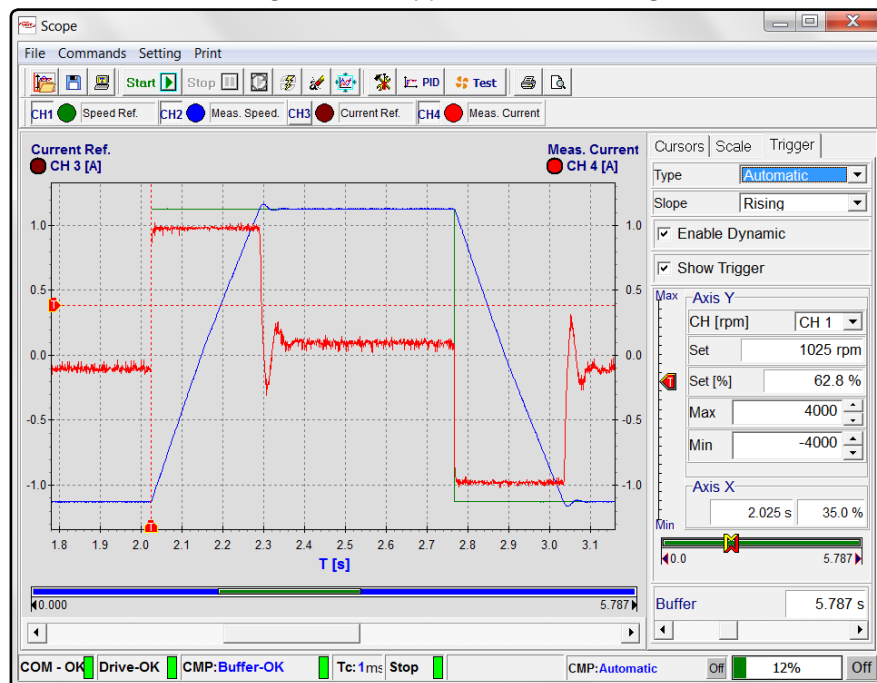 Scope
File Commands Setting Print
Start Stop PID Test
CH1 Speed Ref. CH2 Meas. Speed. CH3 Current Ref. CH4 Meas. Current
Current Ref.
CH 3 [A]
Meas. Current
CH 4 [A]
1.0
0.5
0.0
-0.5
-1.0
1.0
0.5
0.0
-0.5
-1.0
T
T
1.8 1.9 2.0 2.1 2.2 2.3 2.4 2.5 2.6 2.7 2.8 2.9 3.0 3.1
T [s]
0.000 5.787
Cursors Scale Trigger
Type Automatic
Slope Rising
Enable Dynamic
Show Trigger
Max
T
Min
Axis Y
CH [rpm] CH 1
Set 1025 rpm
Set [%] 62.8 %
Max 4000
Min -4000
Axis X
2.025 s 35.0 %
0.0 5.787
Buffer 5.787 s
COM - OK Drive-OK CMP:Buffer-OK Tc:1ms Stop CMP:Automatic Off 12% Off